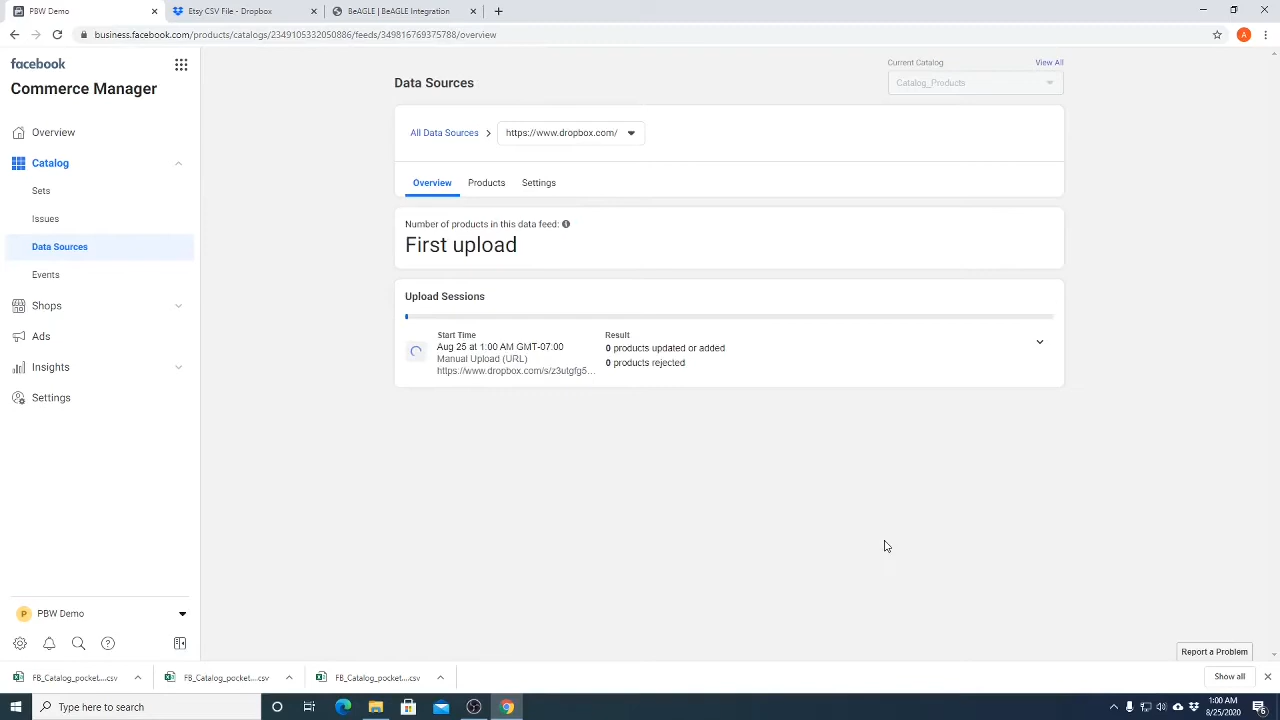 PBW Demo
Etsy CSV File - Dropbox
BeAGLE | BeAGLE Integration
business.facebook.com/products/catalogs/2349105332050886/feeds/349816769375788/overview
A
facebook
Commerce Manager
Overview
Catalog
Sets
Issues
Data Sources
Events
Shops
Ads
Insights
Settings
P
PBW Demo
Data Sources
Current Catalog
View All
Catalog_Products
All Data Sources
https://www.dropbox.com/
Overview
Products
Settings
Number of products in this data feed:
First upload
Upload Sessions
Start Time
Aug 25 at 1:00 AM GMT-07:00
Manual Upload (URL)
https://www.dropbox.com/s/z3utgfg5...
Result
0 products updated or added
0 products rejected
Report a Problem
FB_Catalog_pocket....csv
FB_Catalog_pocket....csv
FB_Catalog_pocket....csv
Show all
Type here to search
1:00 AM
8/25/2020
6